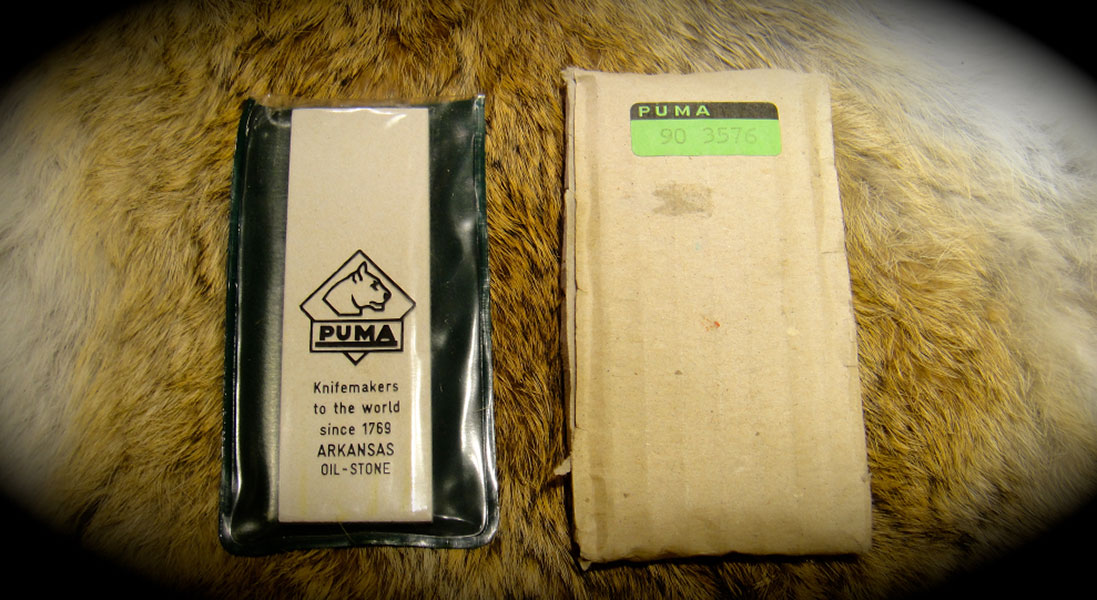 PUMA
Knifemakers
to the world
since 1769
ARKANSAS
OIL-STONE
PUMA
90 3576